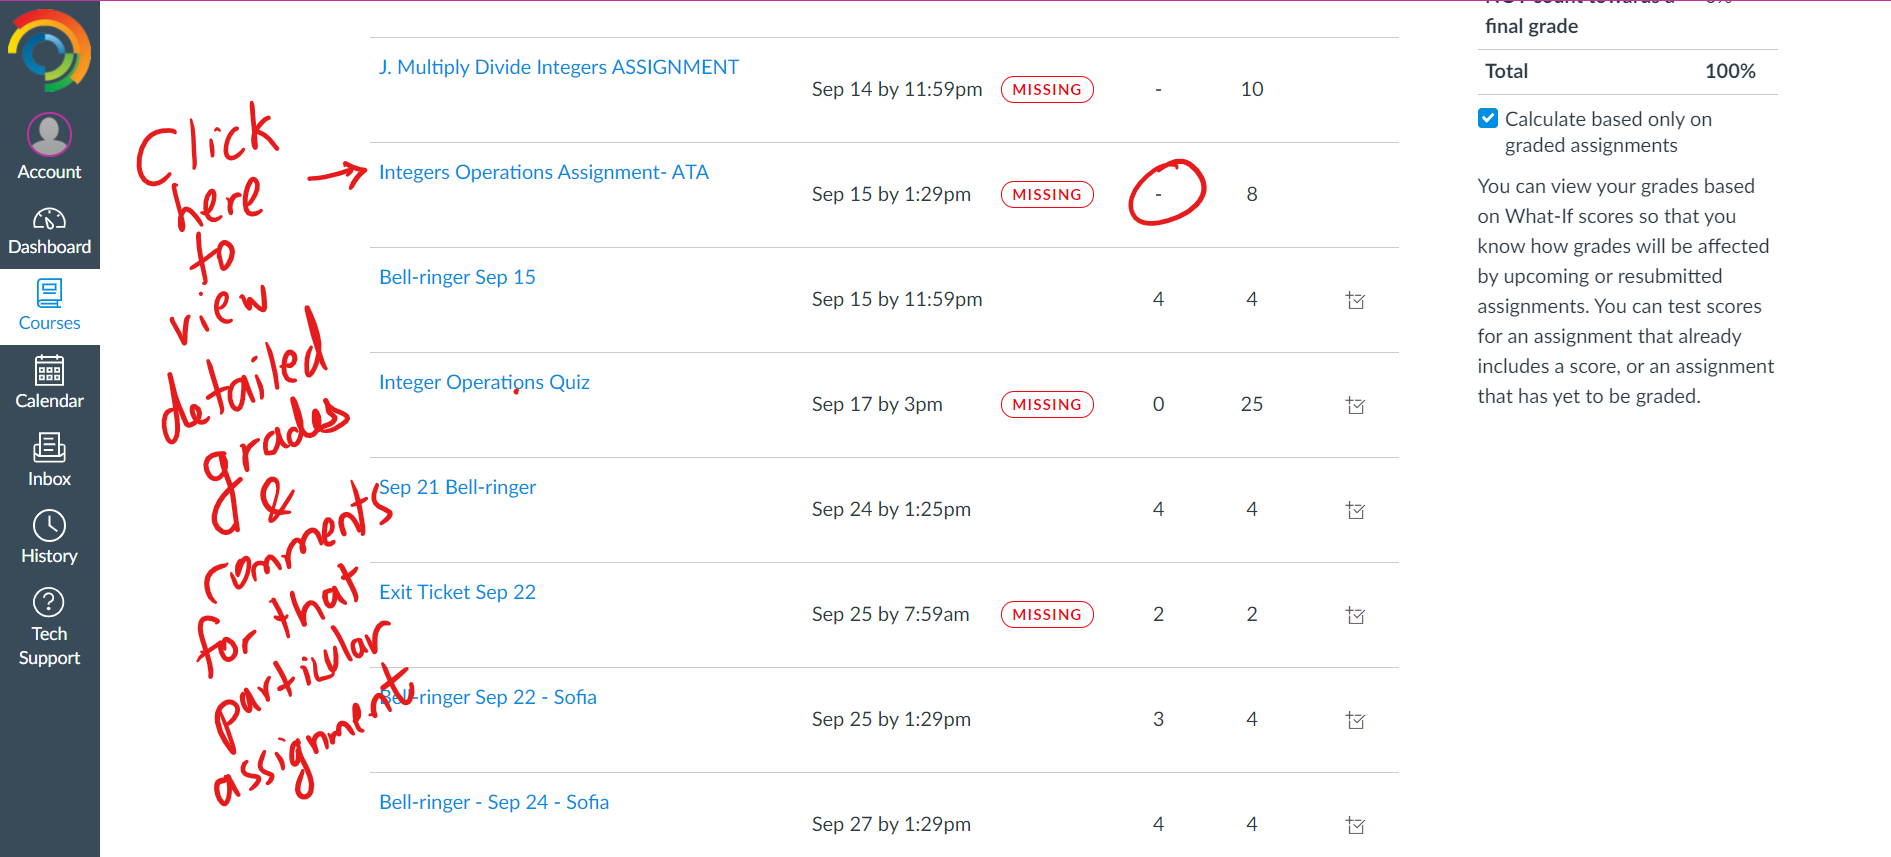 Account
Dashboard
Courses
Calendar
Inbox
History
Tech
Support
Click
here
to
view
detailed
grades
&
comments
for that
particular
assignment
J. Multiply Divide Integers ASSIGNMENT
Sep 14 by 11:59pm MISSING - 10
Integers Operations Assignment- ATA
Sep 15 by 1:29pm MISSING - 8
Bell-ringer Sep 15
Sep 15 by 11:59pm 4 4
Integer Operations Quiz
Sep 17 by 3pm MISSING 0 25
Sep 21 Bell-ringer
Sep 24 by 1:25pm 4 4
Exit Ticket Sep 22
Sep 25 by 7:59am MISSING 2 2
Bell-ringer Sep 22 - Sofia
Sep 25 by 1:29pm 3 4
Bell-ringer - Sep 24 - Sofia
Sep 27 by 1:29pm 4 4
final grade
Total 100%
Calculate based only on
graded assignments
You can view your grades based
on What-If scores so that you
know how grades will be affected
by upcoming or resubmitted
assignments. You can test scores
for an assignment that already
includes a score, or an assignment
that has yet to be graded.